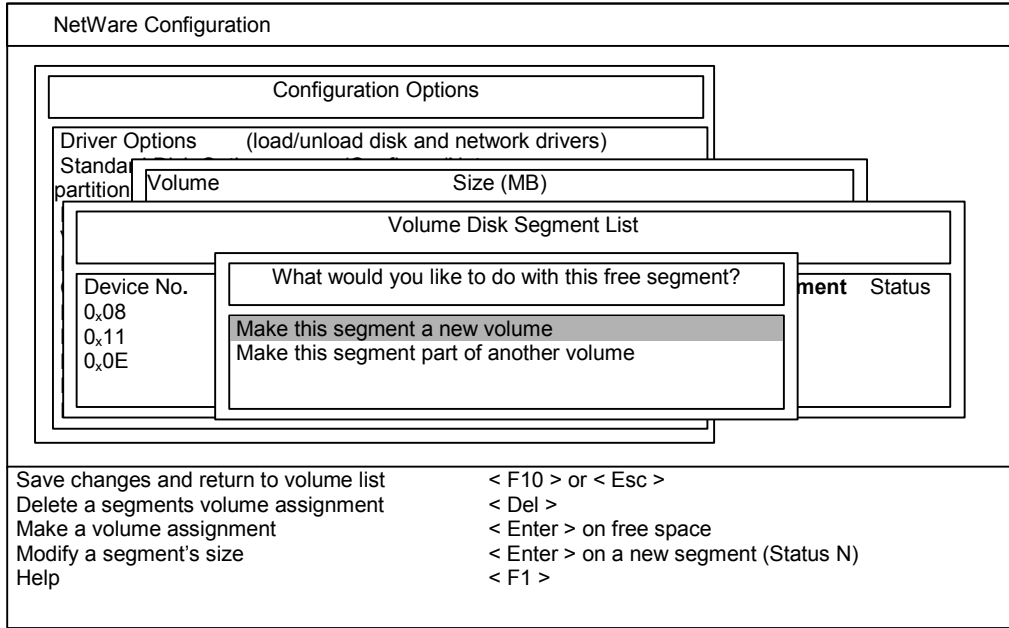 NetWare Configuration
Configuration Options
Driver Options (load/unload disk and network drivers)
Standar
partition
Volume Size (MB)
Volume Disk Segment List
What would you like to do with this free segment?
Device No. ment Status
0x08
0x11
0x0E
Make this segment a new volume
Make this segment part of another volume
Save changes and return to volume list < F10 > or < Esc >
Delete a segments volume assignment < Del >
Make a volume assignment < Enter > on free space
Modify a segment's size < Enter > on a new segment (Status N)
Help < F1 >